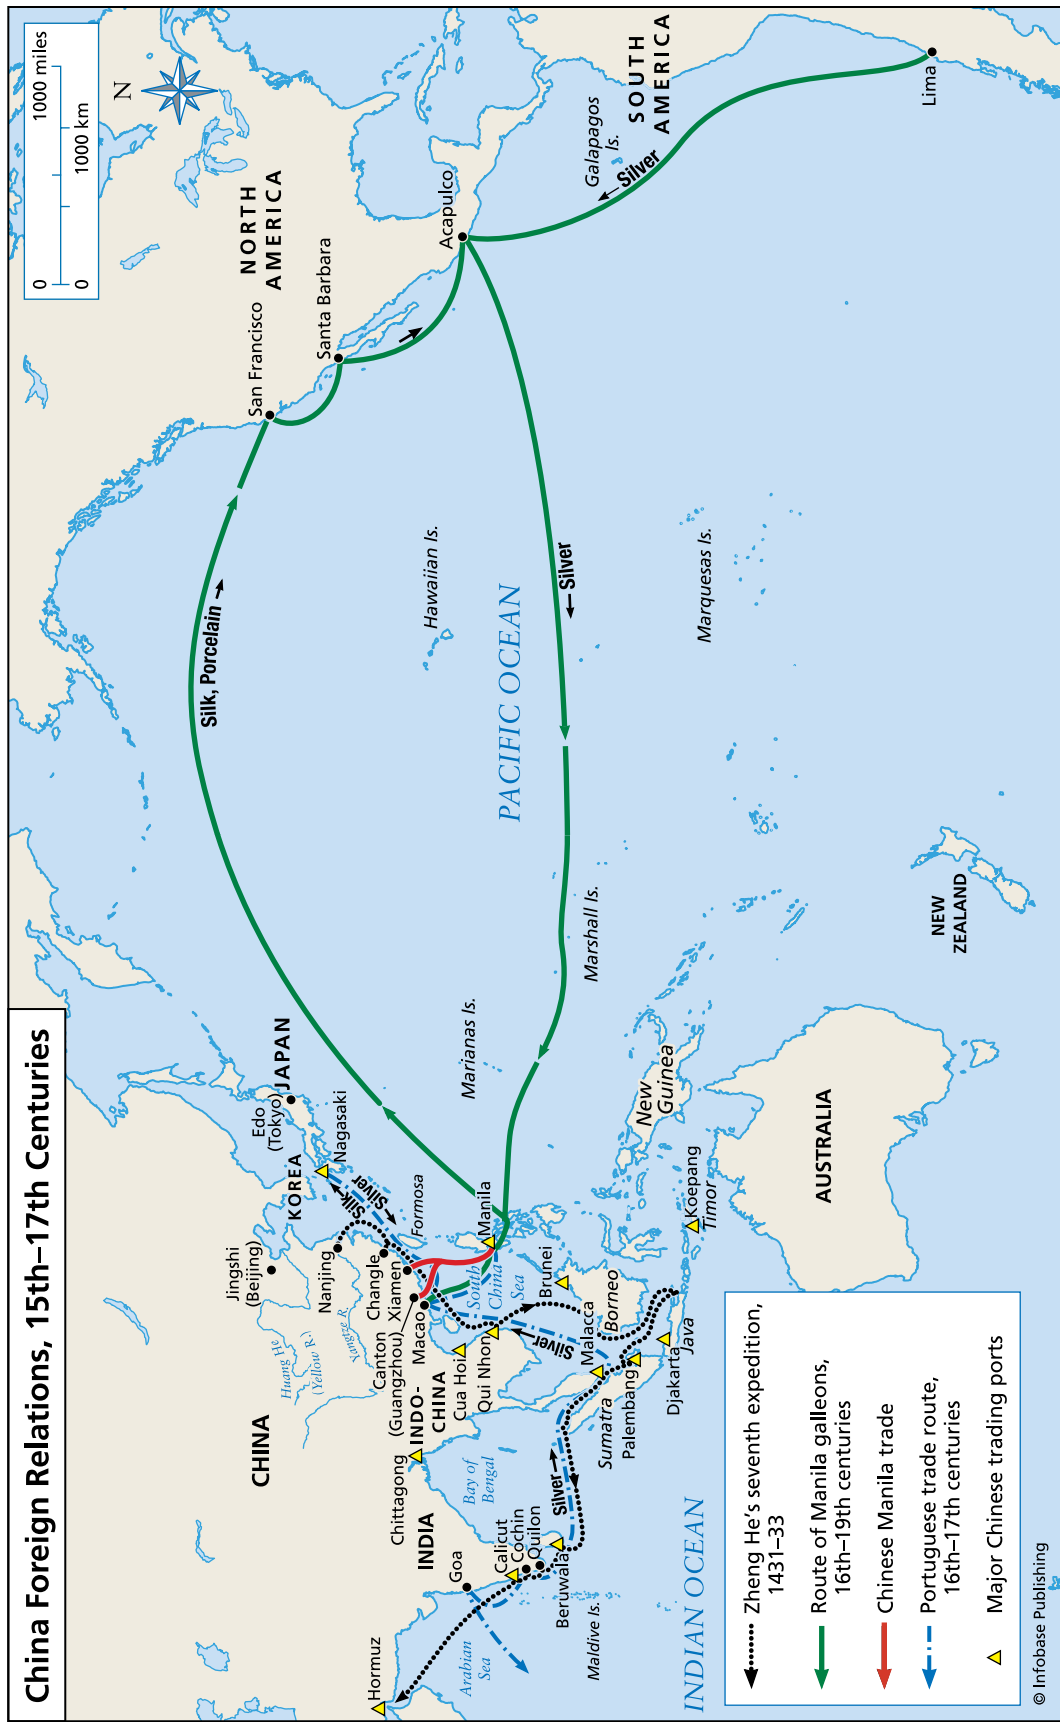 China Foreign Relations, 15th–17th Centuries
0
1000 miles
0
1000 km
N
NORTH
AMERICA
SOUTH
AMERICA
San Francisco
Santa Barbara
Acapulco
Lima
Galapagos
Is.
Silver
Silk, Porcelain
Hawaiian Is.
Silver
PACIFIC OCEAN
Marquesas Is.
Marshall Is.
Marianas Is.
NEW
ZEALAND
AUSTRALIA
New
Guinea
JAPAN
Edo
(Tokyo)
Nagasaki
KOREA
Silk
Silver
Formosa
Manila
Koepang
Timor
Jingshi
(Beijing)
Nanjing
Changle
Xiamen
Canton
(Guangzhou)
Macao
Huang He
(Yellow R.)
Yangtze R.
CHINA
South
China
Sea
Brunei
Borneo
Malacca
Silver
Cua Hoi
Qui Nhon
INDO-
CHINA
Java
Djakarta
Palembang
Sumatra
Chittagong
INDIA
Bay of
Bengal
Silver
Goa
Calicut
Cochin
Quilon
Beruwala
Maldive Is.
Hormuz
Arabian
Sea
INDIAN OCEAN
Zheng He's seventh expedition,
1431–33
Route of Manila galleons,
16th–19th centuries
Chinese Manila trade
Portuguese trade route,
16th–17th centuries
Major Chinese trading ports
© Infobase Publishing